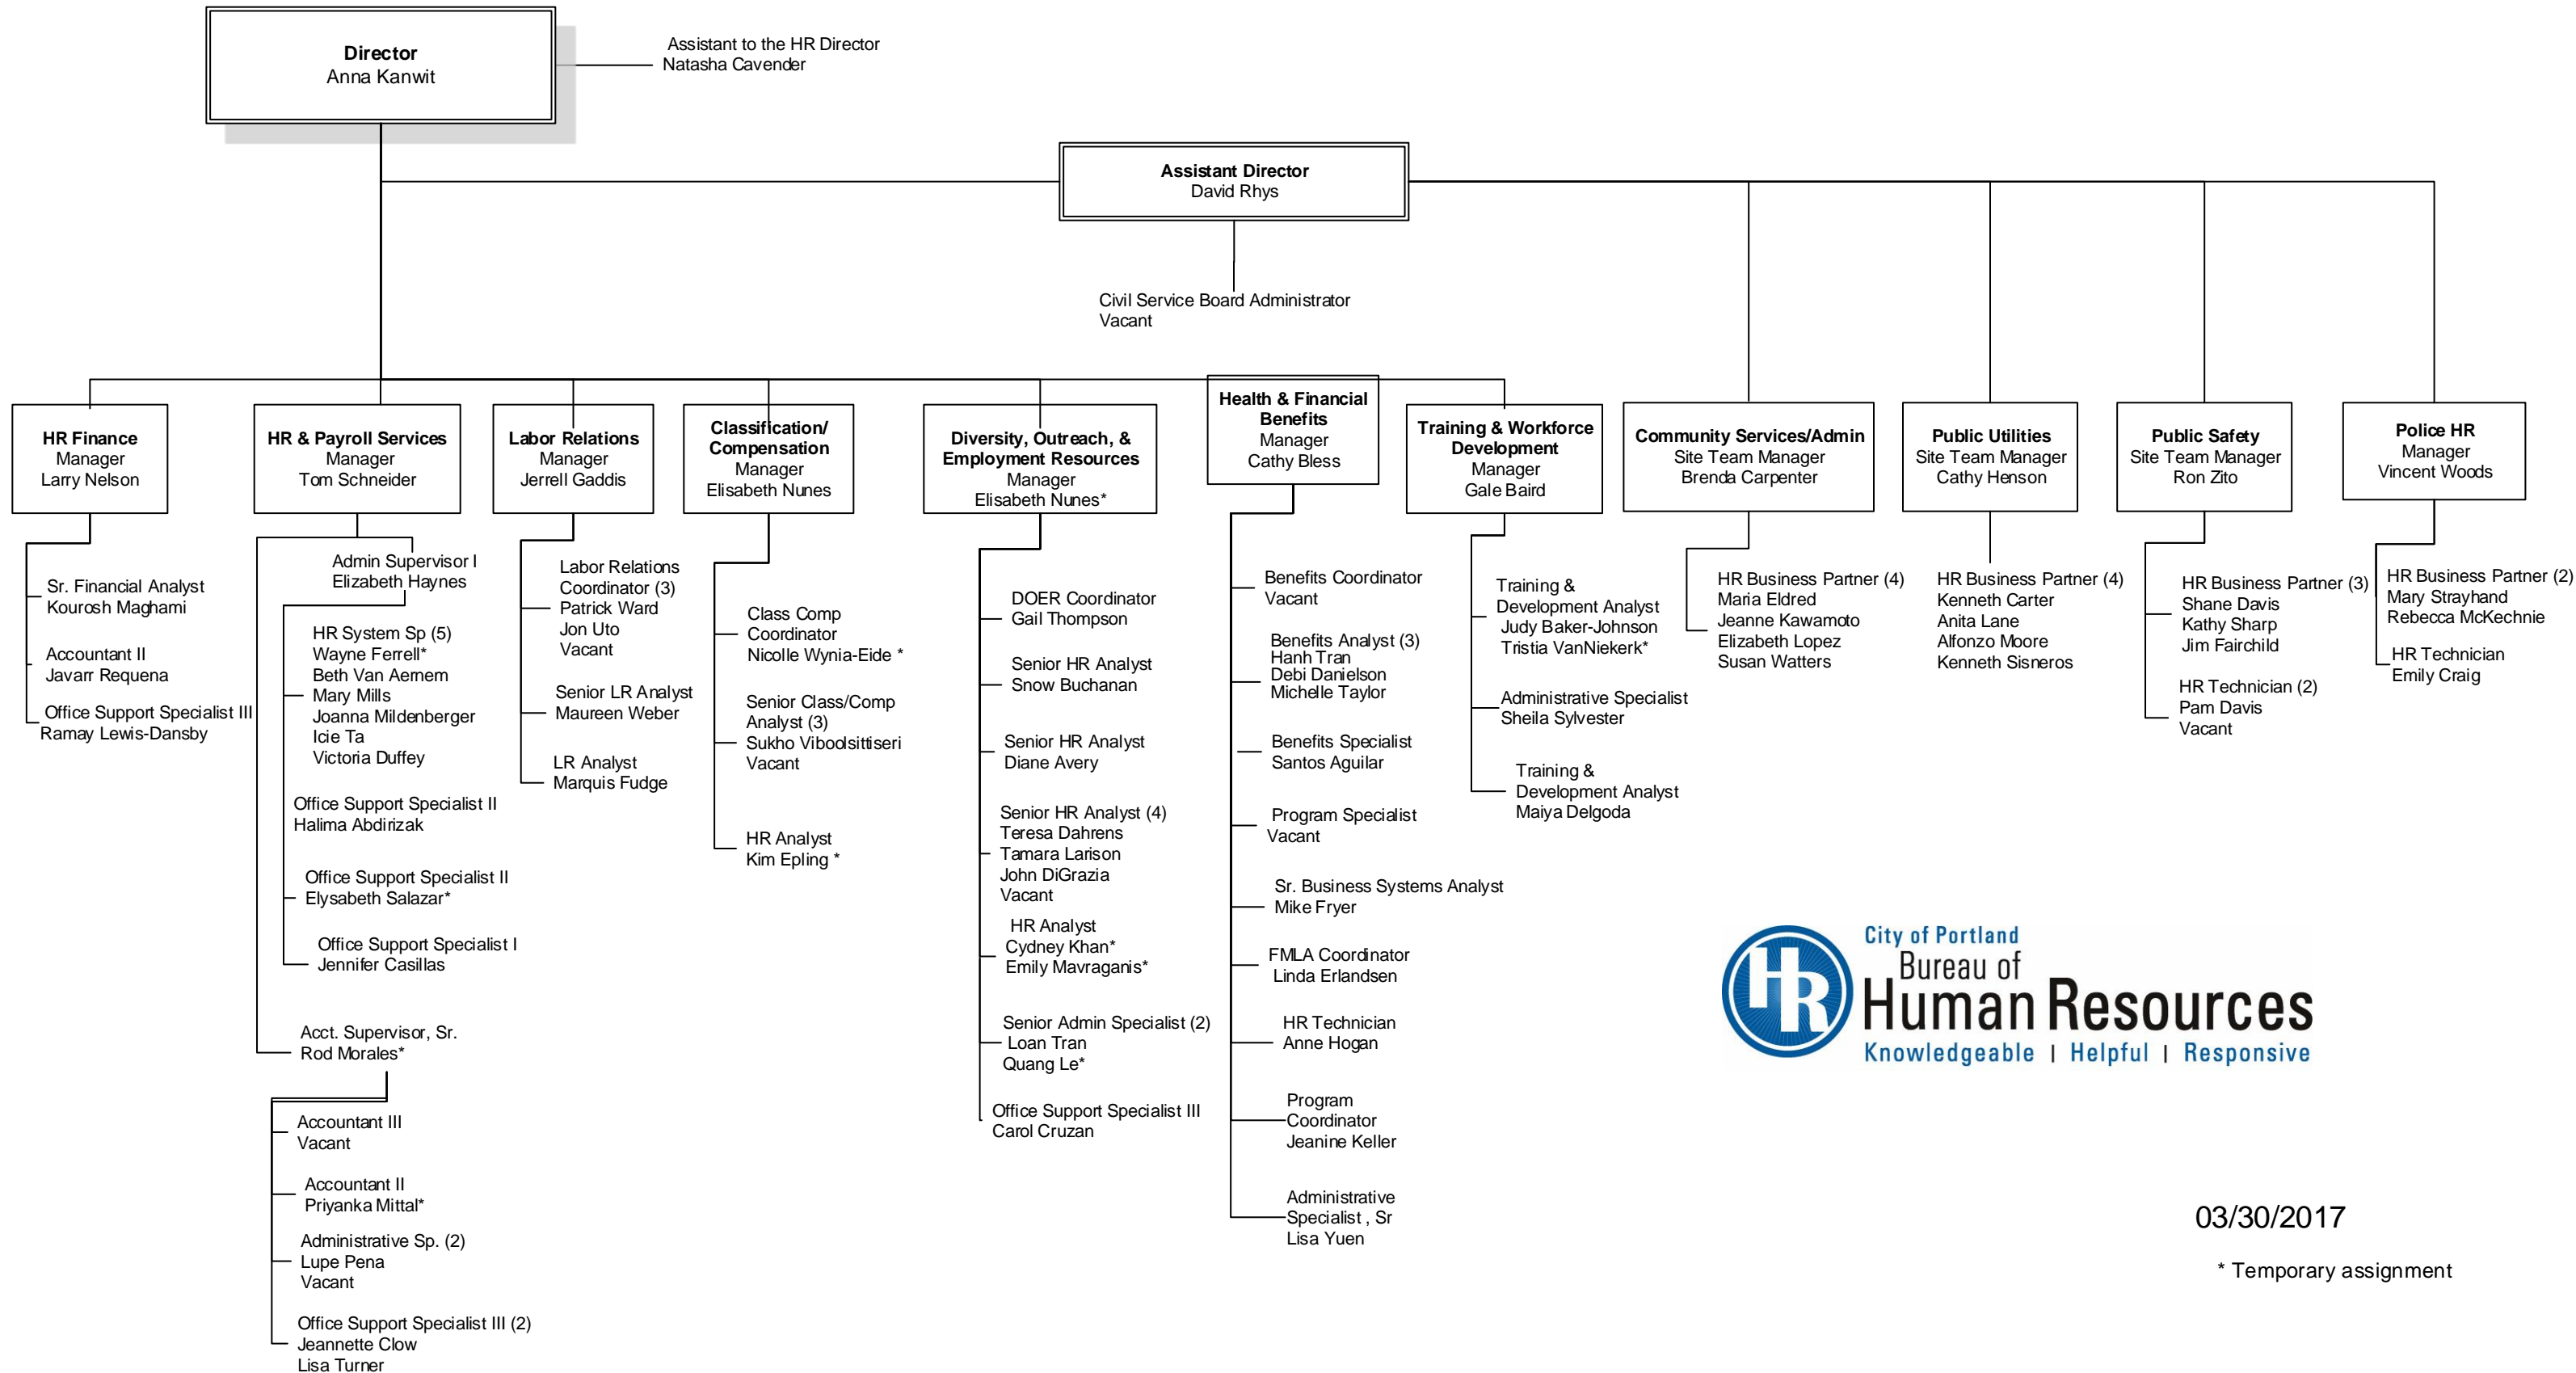 Director
Anna Kanwit
Assistant to the HR Director
Natasha Cavender
Assistant Director
David Rhys
Civil Service Board Administrator
Vacant
HR Finance
Manager
Larry Nelson
Sr. Financial Analyst
Kourosh Maghami
Accountant II
Javarr Requena
Office Support Specialist III
Ramay Lewis-Dansby
HR & Payroll Services
Manager
Tom Schneider
Admin Supervisor I
Elizabeth Haynes
HR System Sp (5)
Wayne Ferrell*
Beth Van Aernem
Mary Mills
Joanna Mildenberger
Icie Ta
Victoria Duffey
Office Support Specialist II
Halima Abdirizak
Office Support Specialist II
Elysabeth Salazar*
Office Support Specialist I
Jennifer Casillas
Acct. Supervisor, Sr.
Rod Morales*
Accountant III
Vacant
Accountant II
Priyanka Mittal*
Administrative Sp. (2)
Lupe Pena
Vacant
Office Support Specialist III (2)
Jeannette Clow
Lisa Turner
Labor Relations
Manager
Jerrell Gaddis
Labor Relations
Coordinator (3)
Patrick Ward
Jon Uto
Vacant
Senior LR Analyst
Maureen Weber
LR Analyst
Marquis Fudge
Classification/
Compensation
Manager
Elisabeth Nunes
Class Comp
Coordinator
Nicolle Wynia-Eide *
Senior Class/Comp
Analyst (3)
Sukho Viboolsittiseri
Vacant
HR Analyst
Kim Epling *
Diversity, Outreach, &
Employment Resources
Manager
Elisabeth Nunes*
DOER Coordinator
Gail Thompson
Senior HR Analyst
Snow Buchanan
Senior HR Analyst
Diane Avery
Senior HR Analyst (4)
Teresa Dahrens
Tamara Larison
John DiGrazia
Vacant
HR Analyst
Cydney Khan*
Emily Mavraganis*
Senior Admin Specialist (2)
Loan Tran
Quang Le*
Office Support Specialist III
Carol Cruzan
Health & Financial
Benefits
Manager
Cathy Bless
Benefits Coordinator
Vacant
Benefits Analyst (3)
Hanh Tran
Debi Danielson
Michelle Taylor
Benefits Specialist
Santos Aguilar
Program Specialist
Vacant
Sr. Business Systems Analyst
Mike Fryer
FMLA Coordinator
Linda Erlandsen
HR Technician
Anne Hogan
Program
Coordinator
Jeanine Keller
Administrative
Specialist , Sr
Lisa Yuen
Training & Workforce
Development
Manager
Gale Baird
Training &
Development Analyst
Judy Baker-Johnson
Tristia VanNiekerk*
Administrative Specialist
Sheila Sylvester
Training &
Development Analyst
Maiya Delgoda
Community Services/Admin
Site Team Manager
Brenda Carpenter
HR Business Partner (4)
Maria Eldred
Jeanne Kawamoto
Elizabeth Lopez
Susan Watters
Public Utilities
Site Team Manager
Cathy Henson
HR Business Partner (4)
Kenneth Carter
Anita Lane
Alfonzo Moore
Kenneth Sisneros
Public Safety
Site Team Manager
Ron Zito
HR Business Partner (3)
Shane Davis
Kathy Sharp
Jim Fairchild
HR Technician (2)
Pam Davis
Vacant
Police HR
Manager
Vincent Woods
HR Business Partner (2)
Mary Strayhand
Rebecca McKechnie
HR Technician
Emily Craig
HR
City of Portland
Bureau of
Human Resources
Knowledgeable | Helpful | Responsive
03/30/2017
* Temporary assignment